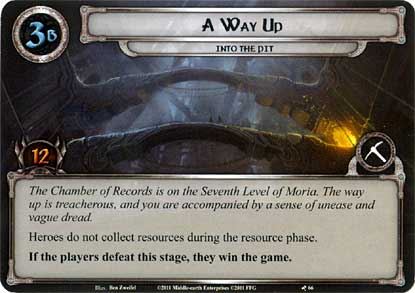 3B
A WAY UP
INTO THE PIT
12
The Chamber of Records is on the Seventh Level of Moria. The way
up is treacherous, and you are accompanied by a sense of unease and
vague dread.
Heroes do not collect resources during the resource phase.
If the players defeat this stage, they win the game.
Illus. Ben Zweifel
©2011 Middle-earth Enterprises ©2011 FFG
66